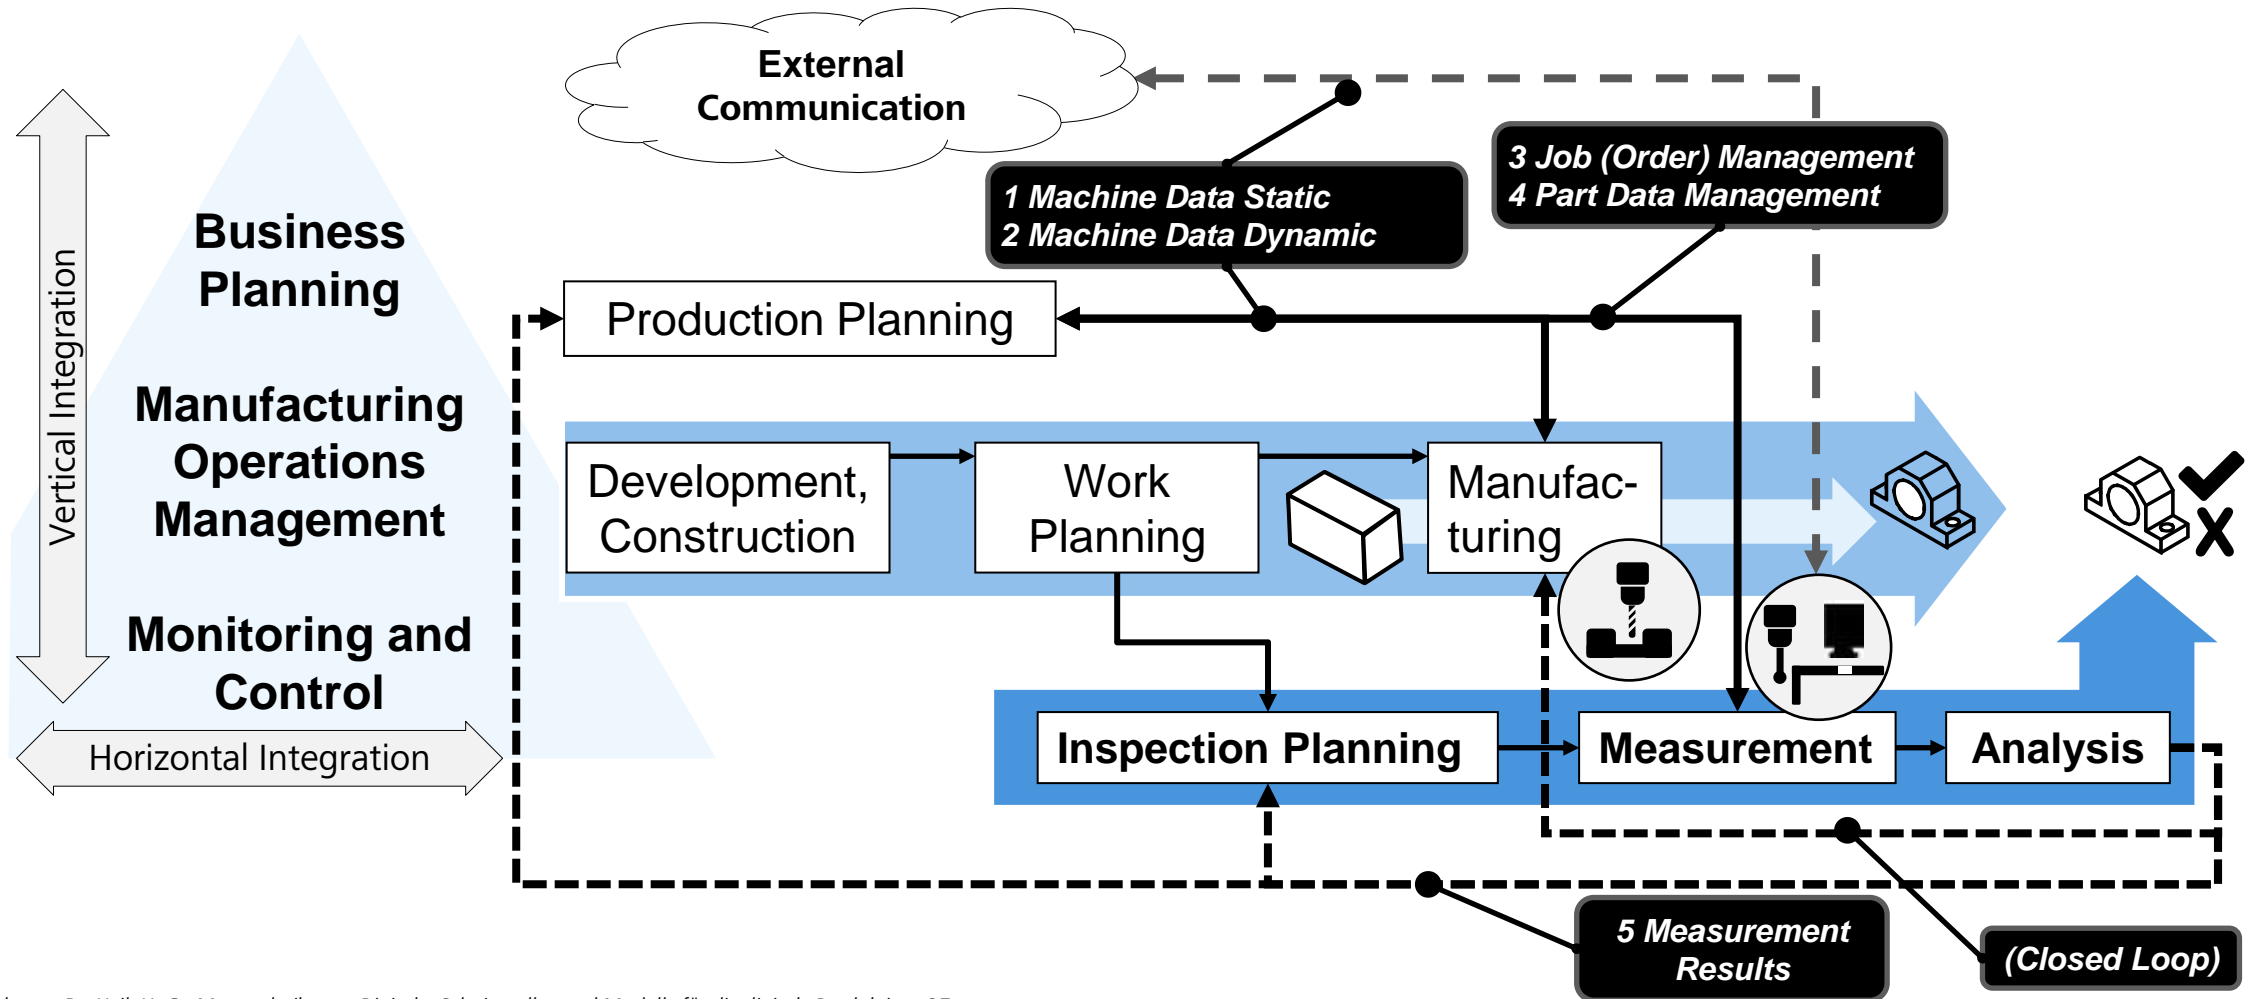 External
Communication
3 Job (Order) Management
4 Part Data Management
1 Machine Data Static
2 Machine Data Dynamic
Business
Planning
Vertical Integration
Production Planning
Manufacturing
Operations
Management
Development,
Construction
Work
Planning
Manufac-
turing
Monitoring and
Control
Horizontal Integration
Inspection Planning
Measurement
Analysis
5 Measurement
Results
(Closed Loop)